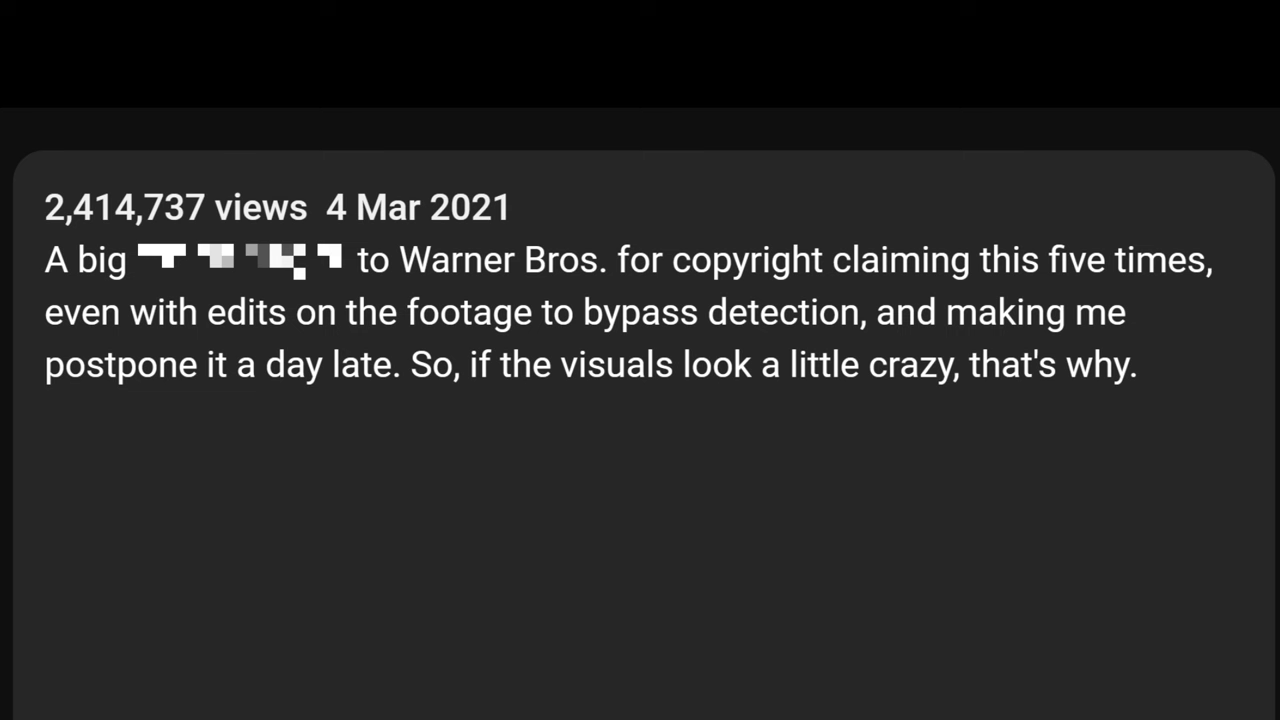 2,414,737 views 4 Mar 2021
A big to Warner Bros. for copyright claiming this five times,
even with edits on the footage to bypass detection, and making me
postpone it a day late. So, if the visuals look a little crazy, that's why.